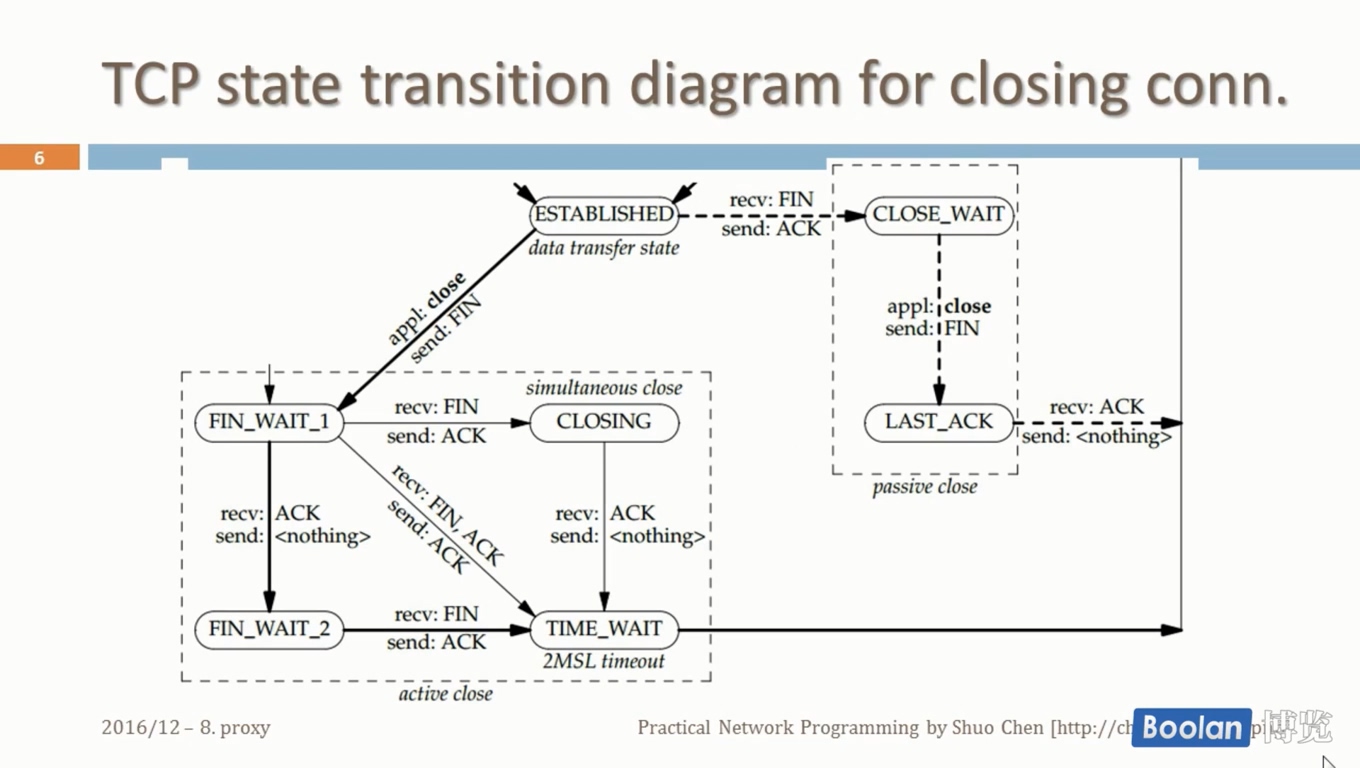 TCP state transition diagram for closing conn.
6
ESTABLISHED
data transfer state
recv: FIN
send: ACK
CLOSE_WAIT
appl: close
send: FIN
appl: close
send: FIN
simultaneous close
FIN_WAIT_1
recv: FIN
send: ACK
CLOSING
LAST_ACK
recv: ACK
send: <nothing>
passive close
recv: ACK
send: <nothing>
recv: FIN, ACK
send: ACK
recv: ACK
send: <nothing>
FIN_WAIT_2
recv: FIN
send: ACK
TIME_WAIT
2MSL timeout
active close
2016/12 – 8. proxy
Practical Network Programming by Shuo Chen [http://ch
Boolan 博览